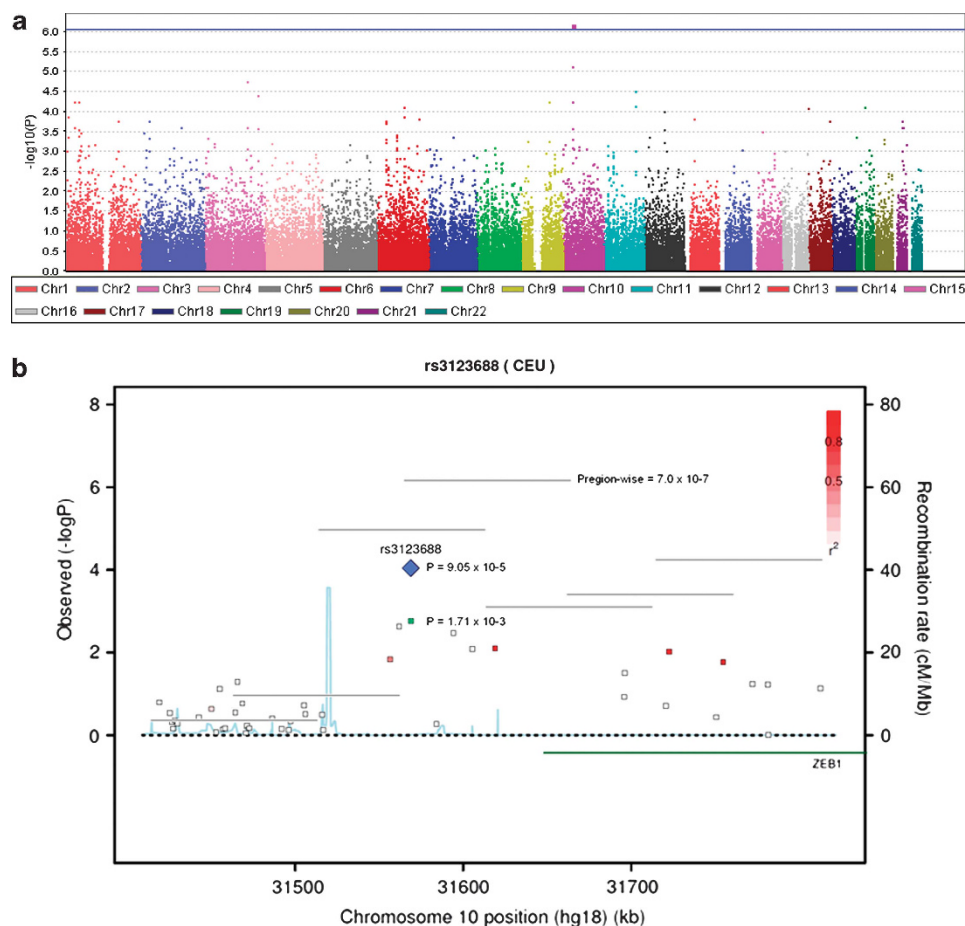 a
-log10(P)
6.0
5.5
5.0
4.5
4.0
3.5
3.0
2.5
2.0
1.5
1.0
0.5
0.0
Chr1 Chr2 Chr3 Chr4 Chr5 Chr6 Chr7 Chr8 Chr9 Chr10 Chr11 Chr12 Chr13 Chr14 Chr15
Chr16 Chr17 Chr18 Chr19 Chr20 Chr21 Chr22
b
rs3123688 ( CEU )
Observed (-logP)
8
6
4
2
0
80
60
40
20
0
Recombination rate (cM/Mb)
0.8
0.5
r2
Pregion-wise = 7.0 x 10-7
rs3123688
P = 9.05 x 10-5
P = 1.71 x 10-3
ZEB1
31500 31600 31700
Chromosome 10 position (hg18) (kb)